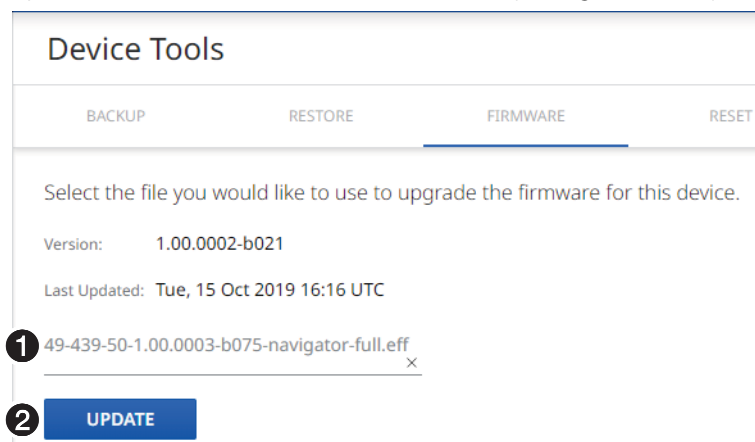 Device Tools
BACKUP RESTORE FIRMWARE RESET
Select the file you would like to use to upgrade the firmware for this device.
Version: 1.00.0002-b021
Last Updated: Tue, 15 Oct 2019 16:16 UTC
1 49-439-50-1.00.0003-b075-navigator-full.eff ×
2 UPDATE